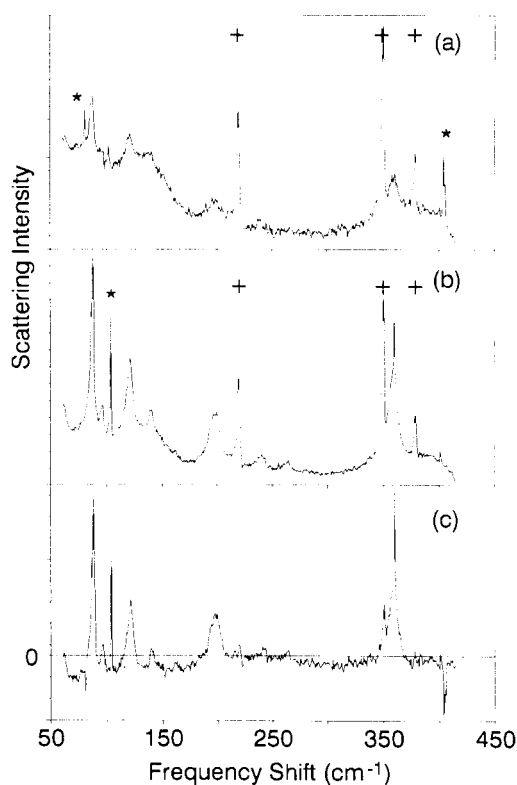 + + + (a)
*
*
Scattering Intensity
+ + + (b)
*
(c)
0
50 150 250 350 450
Frequency Shift (cm-1)